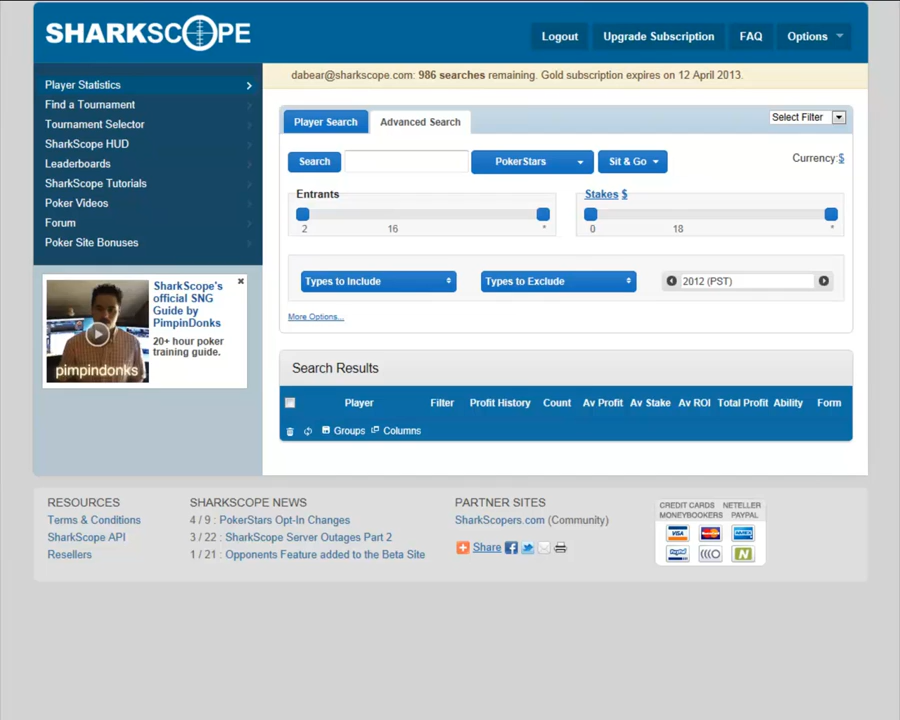 SHARKSCOPE
Logout
Upgrade Subscription
FAQ
Options
Player Statistics
Find a Tournament
Tournament Selector
SharkScope HUD
Leaderboards
SharkScope Tutorials
Poker Videos
Forum
Poker Site Bonuses
SharkScope's
official SNG
Guide by
PimpinDonks
20+ hour poker
training guide.
pimpindonks
dabear@sharkscope.com: 986 searches remaining. Gold subscription expires on 12 April 2013.
Player Search
Advanced Search
Select Filter
Search
PokerStars
Sit & Go
Currency:$
Entrants
2 16 *
Stakes $
0 18 *
Types to Include
Types to Exclude
2012 (PST)
More Options...
Search Results
Player Filter Profit History Count Av Profit Av Stake Av ROI Total Profit Ability Form
Groups Columns
RESOURCES
Terms & Conditions
SharkScope API
Resellers
SHARKSCOPE NEWS
4 / 9 : PokerStars Opt-In Changes
3 / 22 : SharkScope Server Outages Part 2
1 / 21 : Opponents Feature added to the Beta Site
PARTNER SITES
SharkScopers.com (Community)
Share
CREDIT CARDS NETELLER
MONEYBOOKERS PAYPAL
VISA
PayPal
N